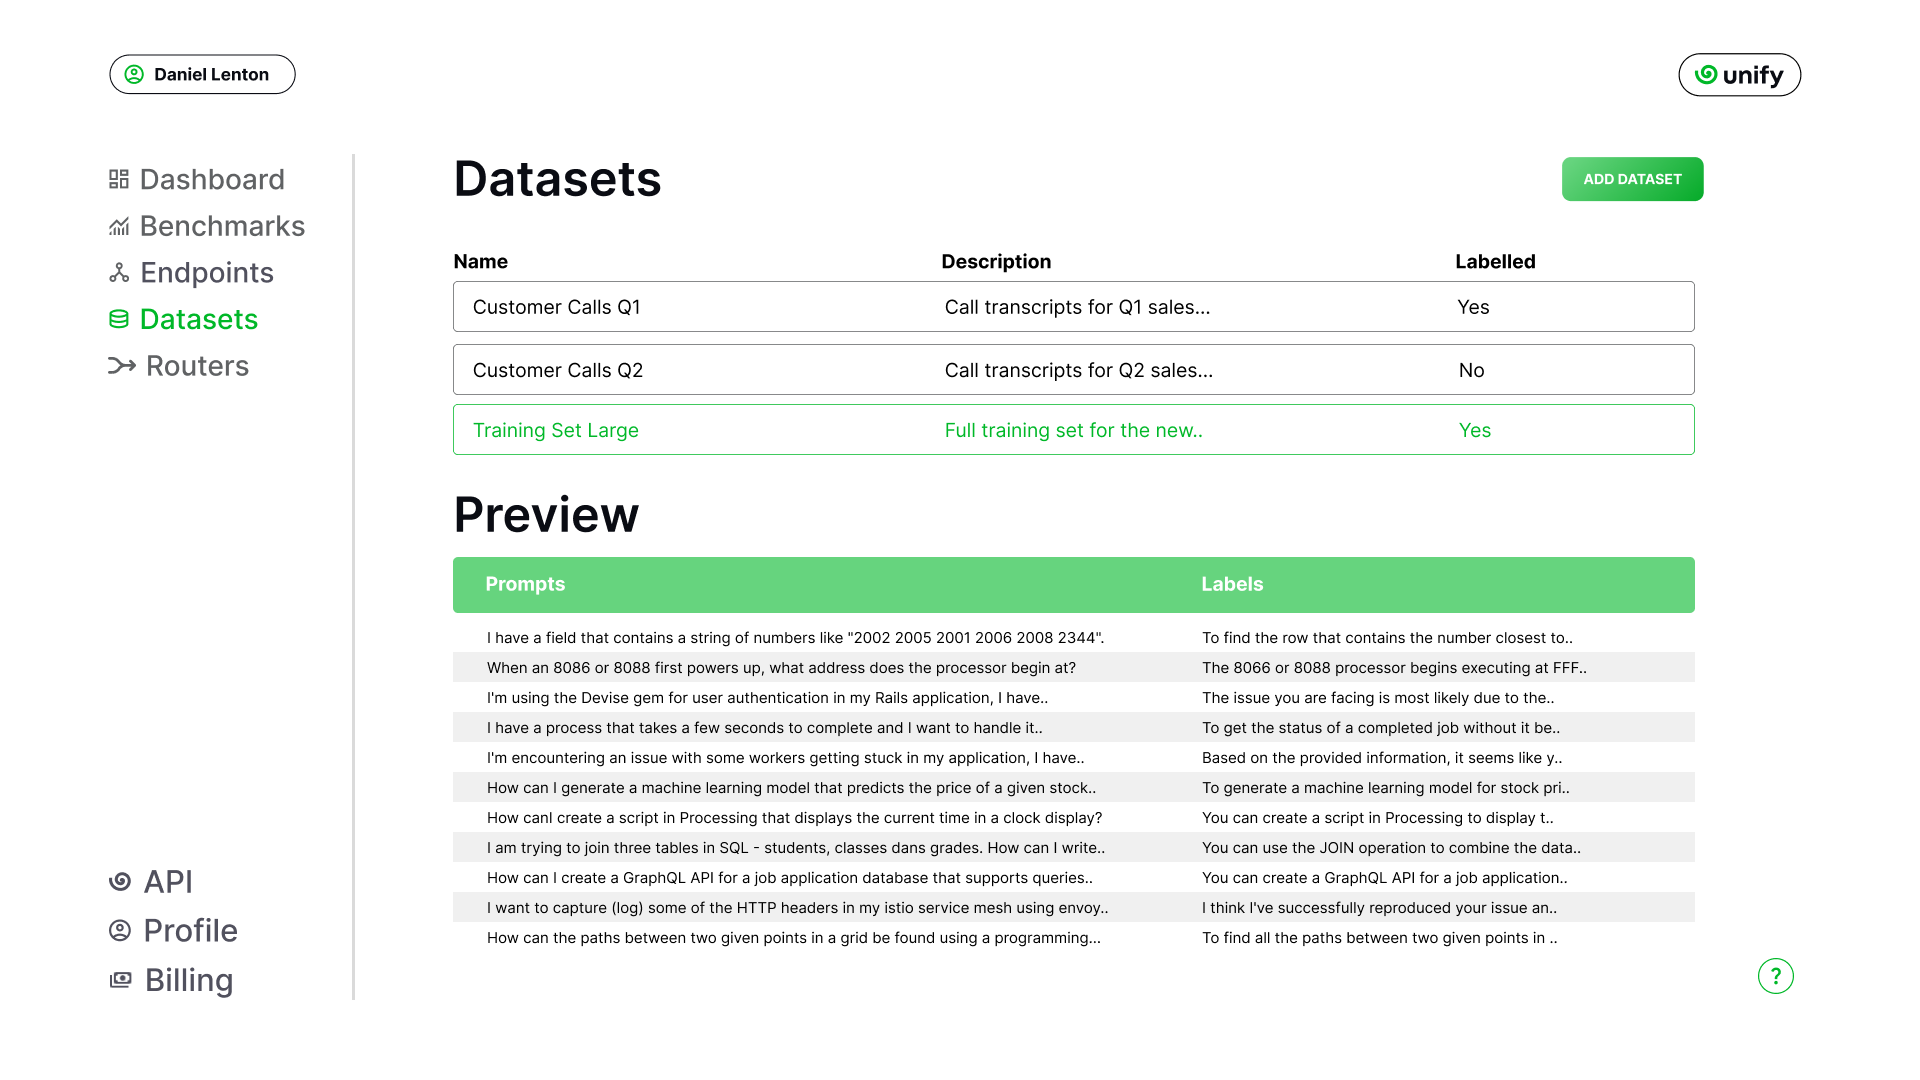 Daniel Lenton
unify
Dashboard
Benchmarks
Endpoints
Datasets
Routers
API
Profile
Billing
Datasets
ADD DATASET
Name Description Labelled
Customer Calls Q1 Call transcripts for Q1 sales... Yes
Customer Calls Q2 Call transcripts for Q2 sales... No
Training Set Large Full training set for the new.. Yes
Preview
Prompts Labels
I have a field that contains a string of numbers like "2002 2005 2001 2006 2008 2344". To find the row that contains the number closest to..
When an 8086 or 8088 first powers up, what address does the processor begin at? The 8066 or 8088 processor begins executing at FFF..
I'm using the Devise gem for user authentication in my Rails application, I have.. The issue you are facing is most likely due to the..
I have a process that takes a few seconds to complete and I want to handle it.. To get the status of a completed job without it be..
I'm encountering an issue with some workers getting stuck in my application, I have.. Based on the provided information, it seems like y..
How can I generate a machine learning model that predicts the price of a given stock.. To generate a machine learning model for stock pri..
How canI create a script in Processing that displays the current time in a clock display? You can create a script in Processing to display t..
I am trying to join three tables in SQL - students, classes dans grades. How can I write.. You can use the JOIN operation to combine the data..
How can I create a GraphQL API for a job application database that supports queries.. You can create a GraphQL API for a job application..
I want to capture (log) some of the HTTP headers in my istio service mesh using envoy.. I think I've successfully reproduced your issue an..
How can the paths between two given points in a grid be found using a programming... To find all the paths between two given points in ..
?